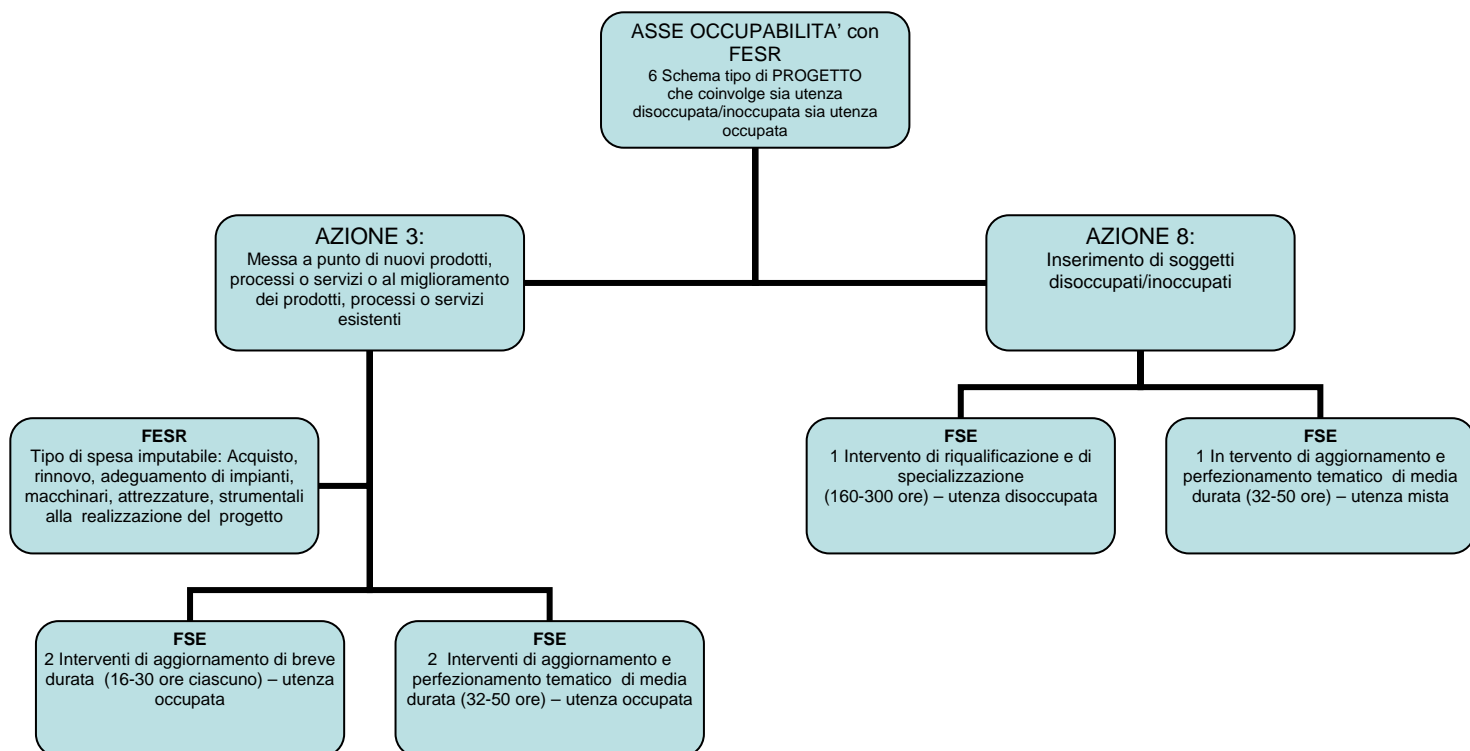 ASSE OCCUPABILITA’ con
FESR
6 Schema tipo di PROGETTO
che coinvolge sia utenza
disoccupata/inoccupata sia utenza
occupata
AZIONE 3:
Messa a punto di nuovi prodotti,
processi o servizi o al miglioramento
dei prodotti, processi o servizi
esistenti
AZIONE 8:
Inserimento di soggetti
disoccupati/inoccupati
FESR
Tipo di spesa imputabile: Acquisto,
rinnovo, adeguamento di impianti,
macchinari, attrezzature, strumentali
alla realizzazione del progetto
FSE
1 Intervento di riqualificazione e di
specializzazione
(160-300 ore) – utenza disoccupata
FSE
1 In tervento di aggiornamento e
perfezionamento tematico di media
durata (32-50 ore) – utenza mista
FSE
2 Interventi di aggiornamento di breve
durata (16-30 ore ciascuno) – utenza
occupata
FSE
2 Interventi di aggiornamento e
perfezionamento tematico di media
durata (32-50 ore) – utenza occupata